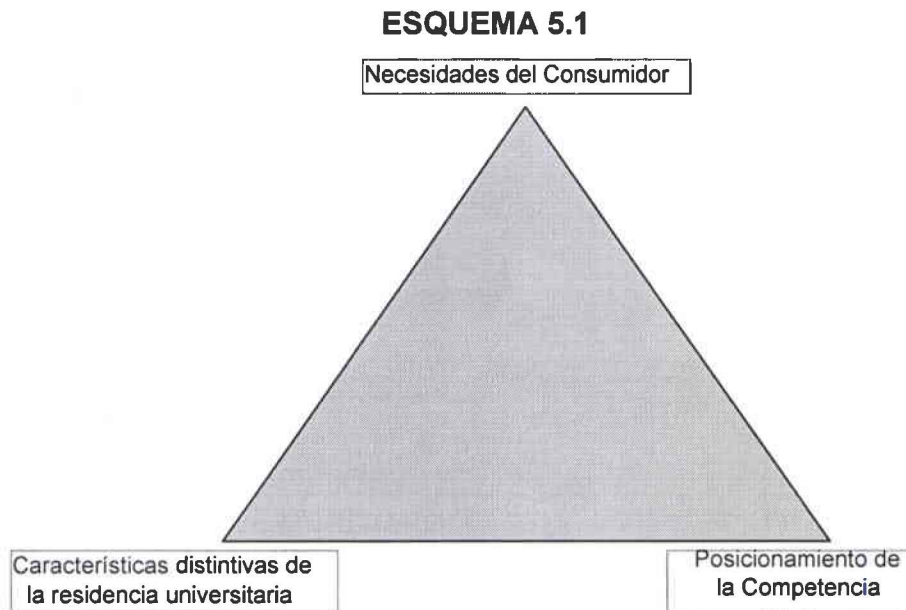 ESQUEMA 5.1
Necesidades del Consumidor
Características distintivas de
la residencia universitaria
Posicionamiento de
la Competencia